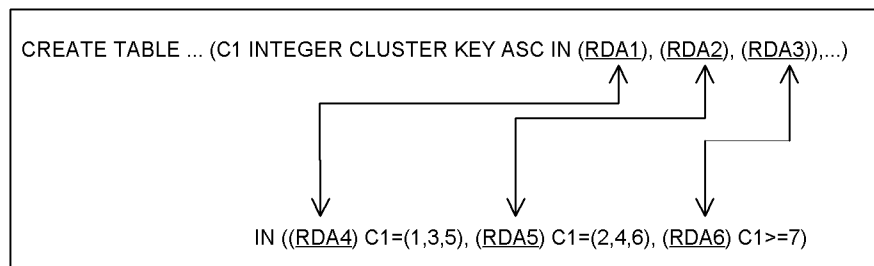 CREATE TABLE ... (C1 INTEGER CLUSTER KEY ASC IN (RDA1), (RDA2), (RDA3)),...)
IN ((RDA4) C1=(1,3,5), (RDA5) C1=(2,4,6), (RDA6) C1>=7)